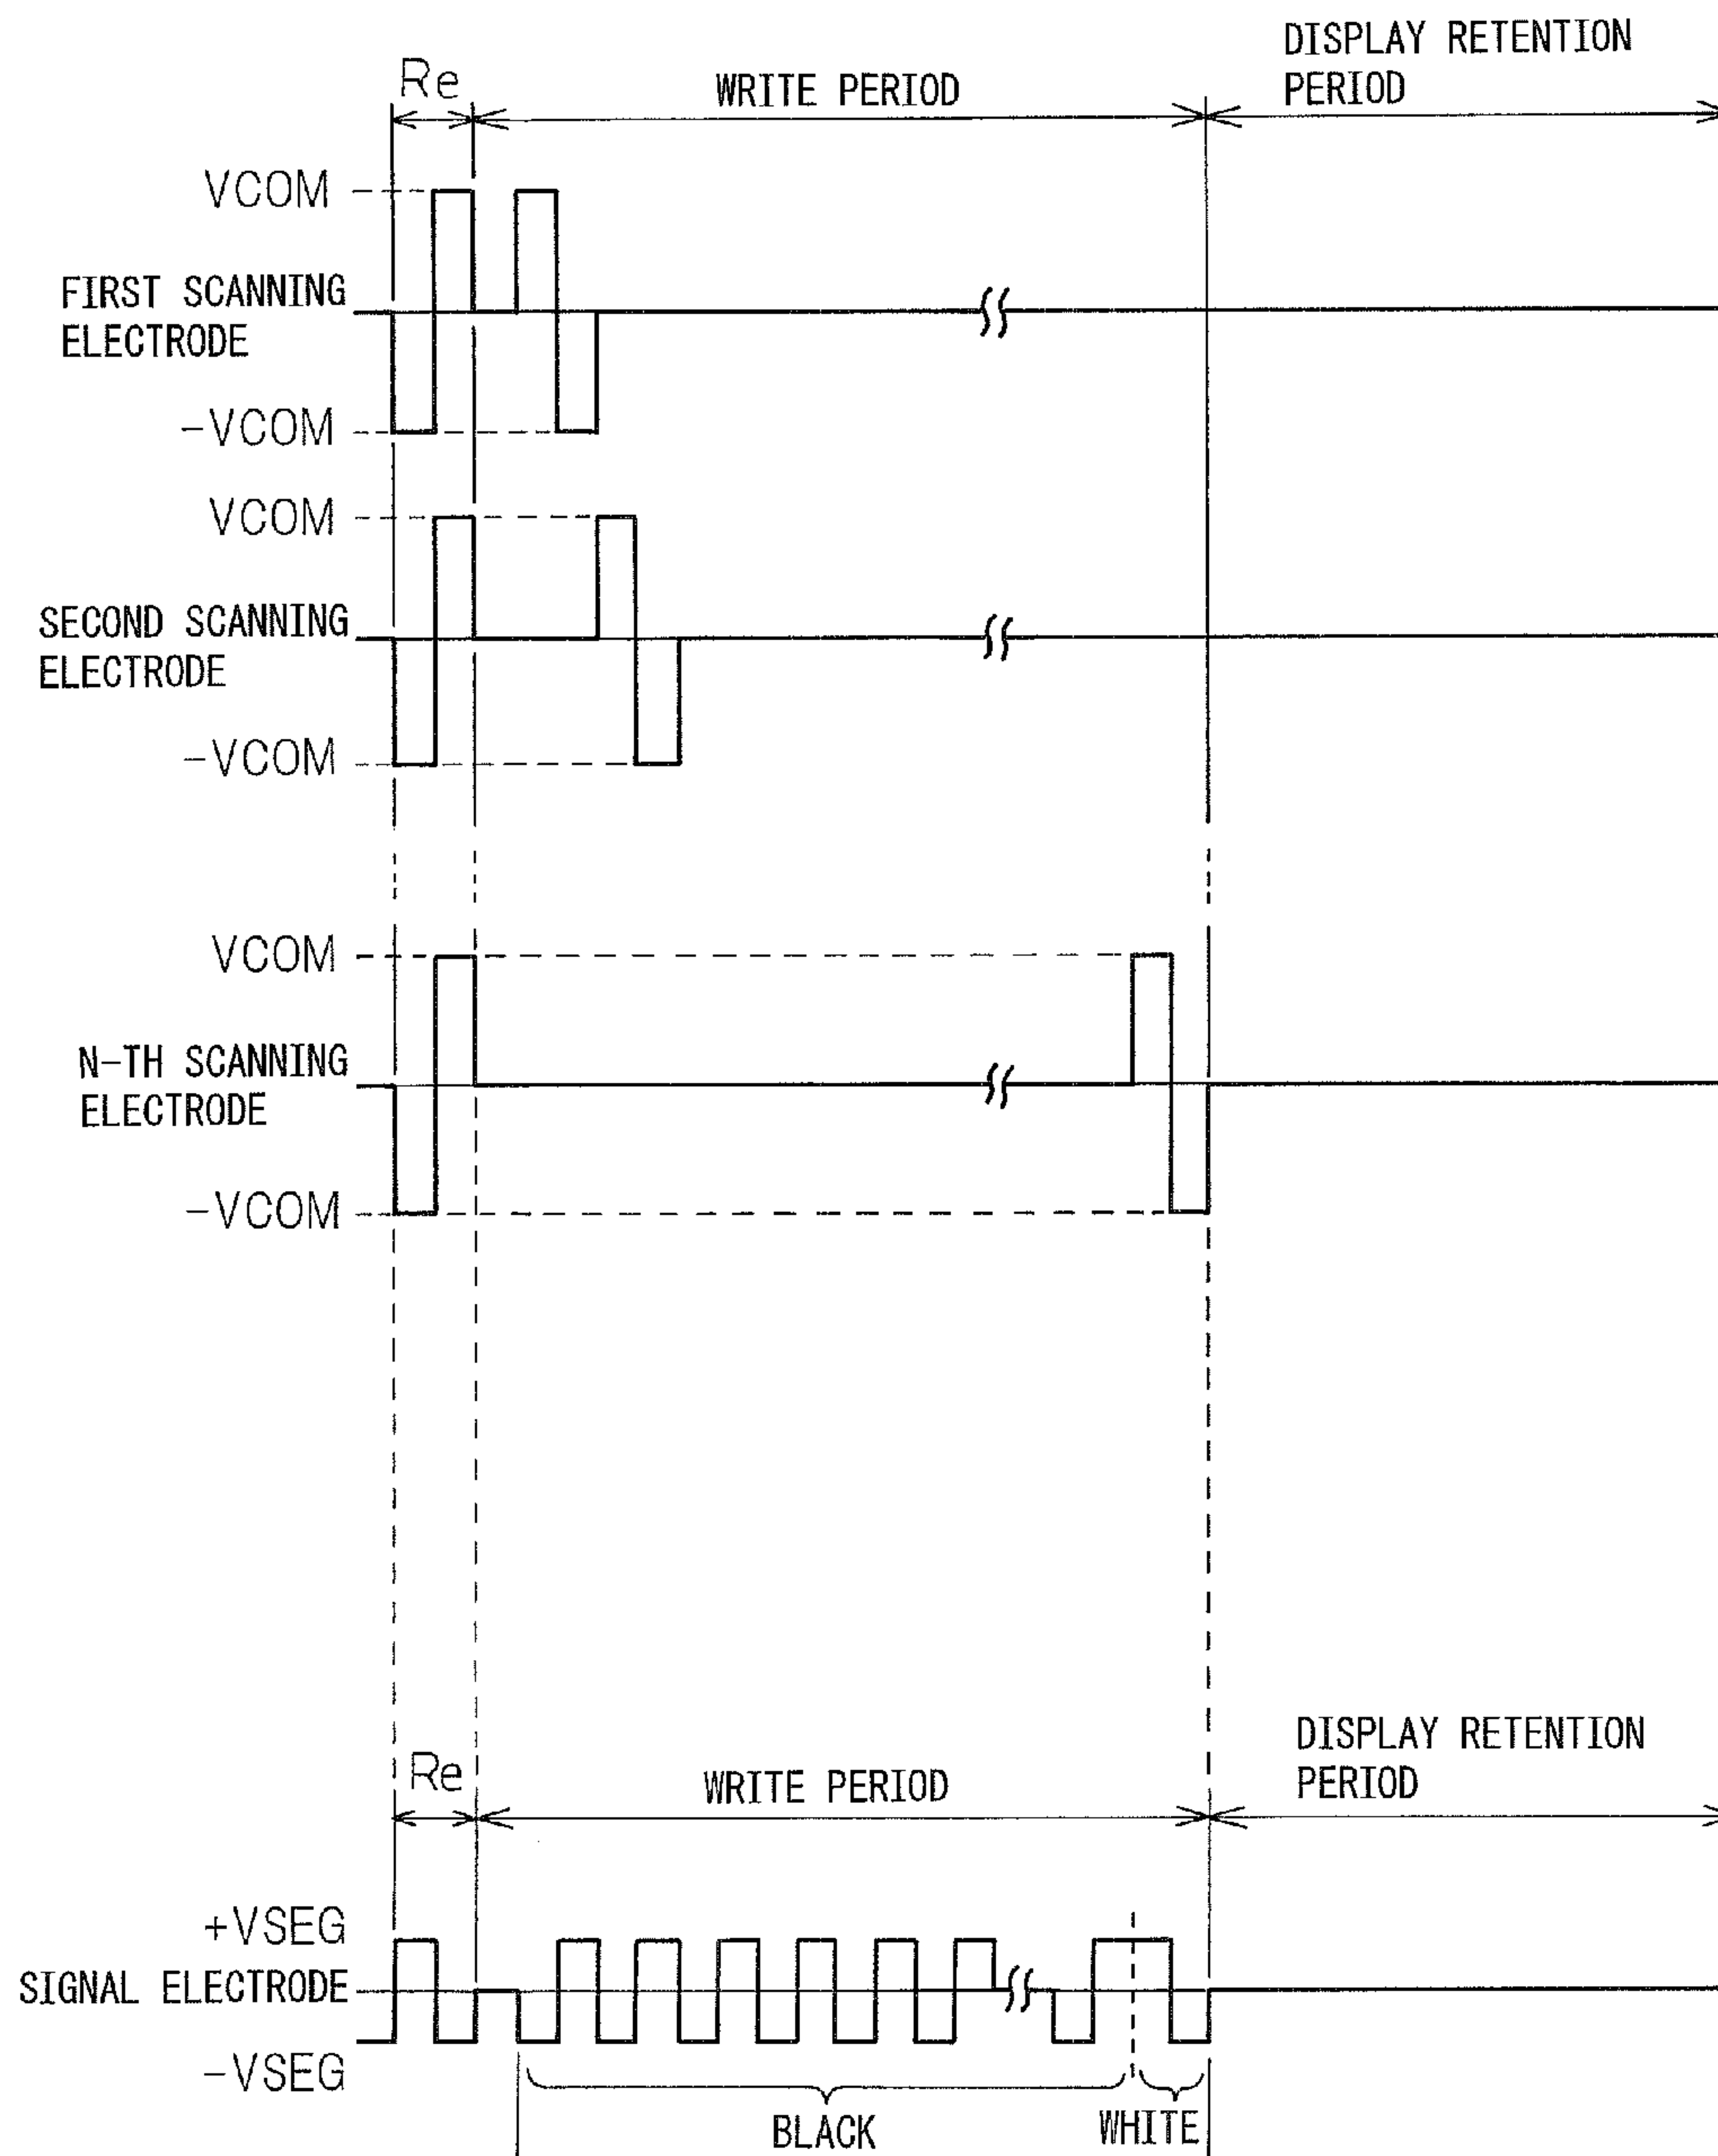 DISPLAY RETENTION
PERIOD
Re
WRITE PERIOD
VCOM
FIRST SCANNING
ELECTRODE
-VCOM
VCOM
SECOND SCANNING
ELECTRODE
-VCOM
VCOM
N-TH SCANNING
ELECTRODE
-VCOM
DISPLAY RETENTION
PERIOD
Re
WRITE PERIOD
+VSEG
SIGNAL ELECTRODE
-VSEG
BLACK
WHITE